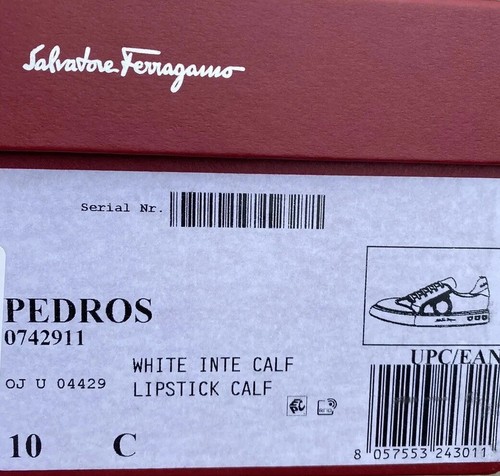 Salvatore Ferragamo
Serial Nr.
PEDROS
0742911
UPC/EAN
WHITE INTE CALF
OJ U 04429
LIPSTICK CALF
10 C
8 057553 243011